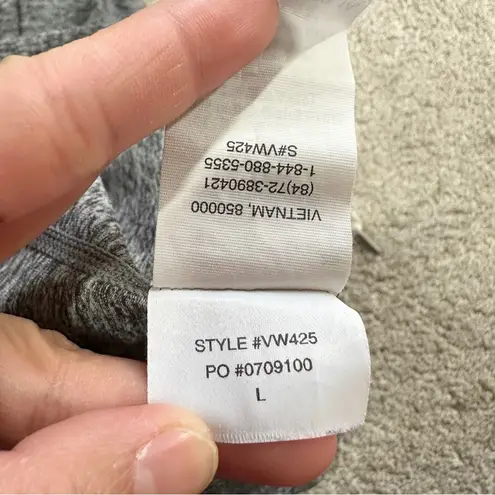 VIETNAM, 850000
(84)72-3890421
1-844-880-5355
S#VW425
STYLE #VW425
PO #0709100
L